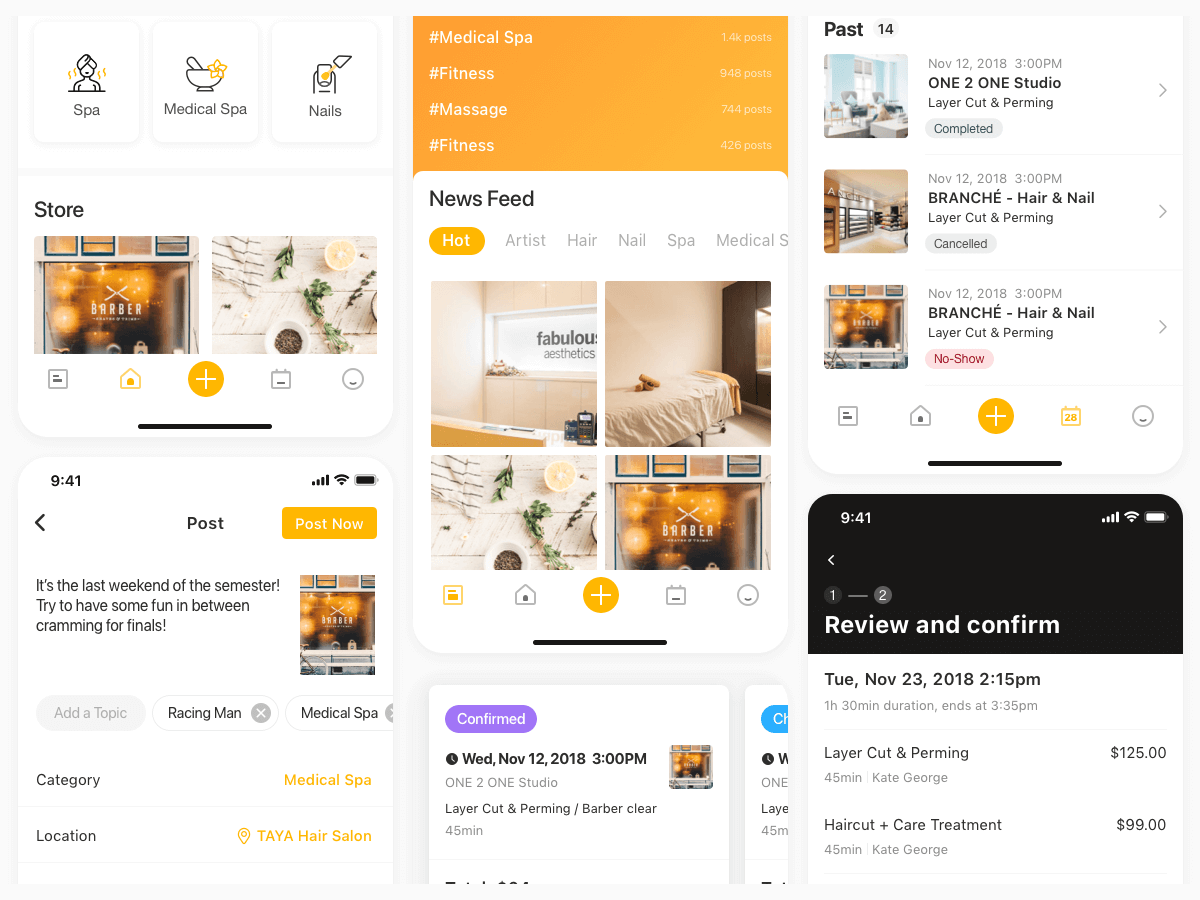 Spa
Medical Spa
Nails
Store
BARBER
9:41
Post
Post Now
It's the last weekend of the semester!
Try to have some fun in between
cramming for finals!
BARBER
Add a Topic
Racing Man
Medical Spa
Category
Medical Spa
Location
TAYA Hair Salon
#Medical Spa
1.4k posts
#Fitness
948 posts
#Massage
744 posts
#Fitness
426 posts
News Feed
Hot
Artist
Hair
Nail
Spa
Medical S
fabulous
aesthetics
BARBER
Confirmed
Wed, Nov 12, 2018 3:00PM
ONE 2 ONE Studio
Layer Cut & Perming / Barber clear
45min
Ch
W
ONE
Laye
45m
Past
14
Nov 12, 2018 3:00PM
ONE 2 ONE Studio
Layer Cut & Perming
Completed
Nov 12, 2018 3:00PM
BRANCHÉ - Hair & Nail
Layer Cut & Perming
Cancelled
Nov 12, 2018 3:00PM
BRANCHÉ - Hair & Nail
Layer Cut & Perming
No-Show
BARBER
28
9:41
1
2
Review and confirm
Tue, Nov 23, 2018 2:15pm
1h 30min duration, ends at 3:35pm
Layer Cut & Perming
$125.00
45min
Kate George
Haircut + Care Treatment
$99.00
45min
Kate George